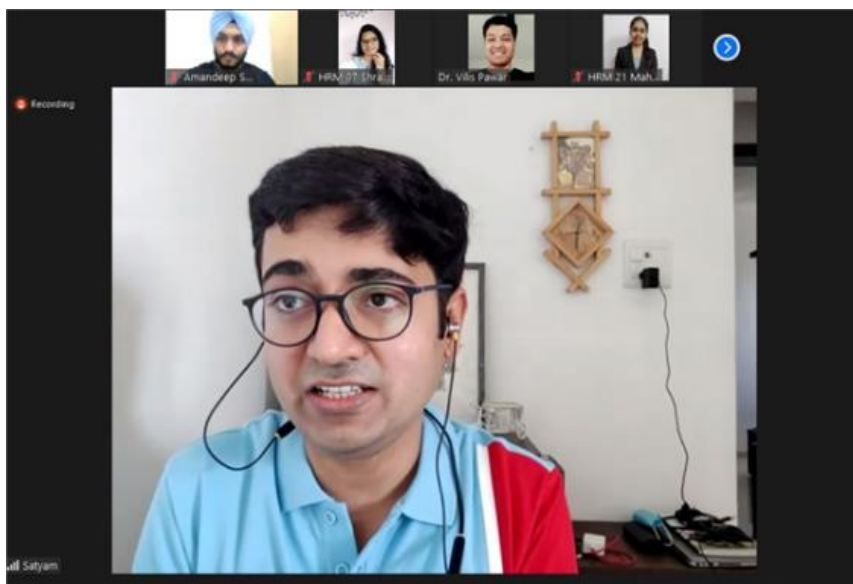 Amandeep S...
HRM 07 Shra...
Dr. Vilis Pawar
HRM 21 Mah...
Recording
Satyam